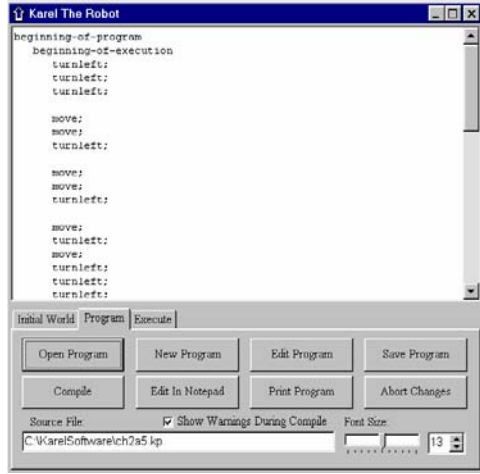 Karel The Robot
beginning-of-program
beginning-of-execution
turnleft;
turnleft;
turnleft;
move;
move;
turnleft;
move;
move;
turnleft;
move;
turnleft;
move;
turnleft;
turnleft;
turnleft;
Initial World Program Execute
Open Program New Program Edit Program Save Program
Compile Edit In Notepad Print Program Abort Changes
Source File: Show Warnings During Compile Font Size:
C:\KarelSoftware\ch2a5.kp 13